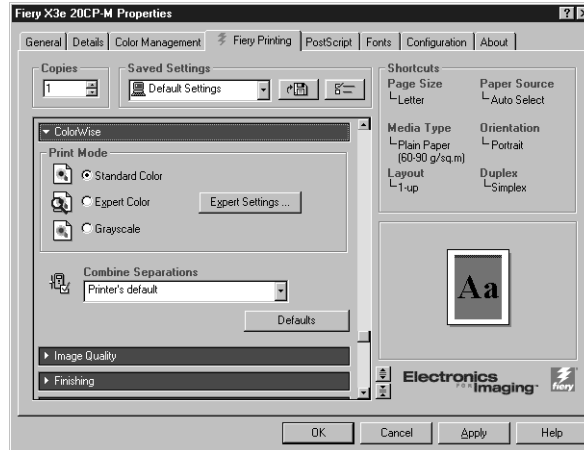 Fiery X3e 20CP-M Properties
General Details Color Management Fiery Printing PostScript Fonts Configuration About
Copies
1
Saved Settings
Default Settings
Shortcuts
Page Size
Letter
Paper Source
Auto Select
Media Type
Plain Paper
(60-90 g/sq.m)
Orientation
Portrait
Layout
1-up
Duplex
Simplex
ColorWise
Print Mode
Standard Color
Expert Color
Expert Settings ...
Grayscale
Combine Separations
Printer's default
Defaults
Image Quality
Finishing
Aa
Electronics
FOR Imaging
fiery
OK Cancel Apply Help